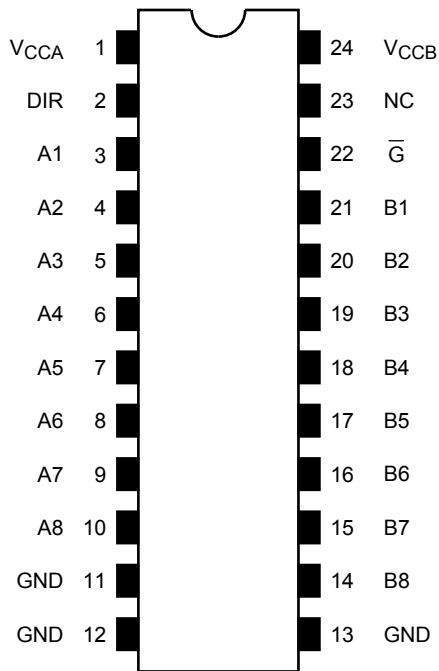 VCCA 1 24 VCCB
DIR 2 23 NC
A1 3 22 G̅
A2 4 21 B1
A3 5 20 B2
A4 6 19 B3
A5 7 18 B4
A6 8 17 B5
A7 9 16 B6
A8 10 15 B7
GND 11 14 B8
GND 12 13 GND